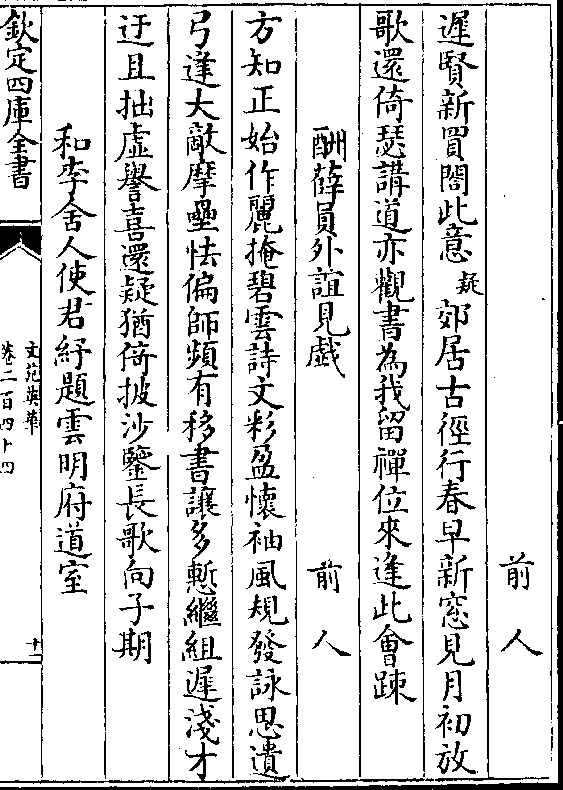 前人
遲賢新買閣此意疑郊居古徑行春早新窓見月初放
歌還倚瑟講道亦觀書為我留禪位來逢此會踈
酬薛員外誼見戲　前人
方知正始作麗掩碧雲詩文彩盈懷袖風規發詠思遺
弓逢大敵摩壘怯偏師頻有移書讓多慙繼組遲淺才
迂且拙虛譽喜還疑猶倚披沙鑒長歌向子期
和李舍人使君紓題雲明府道室
欽定四庫全書
文苑英華
卷二百四十四
十一